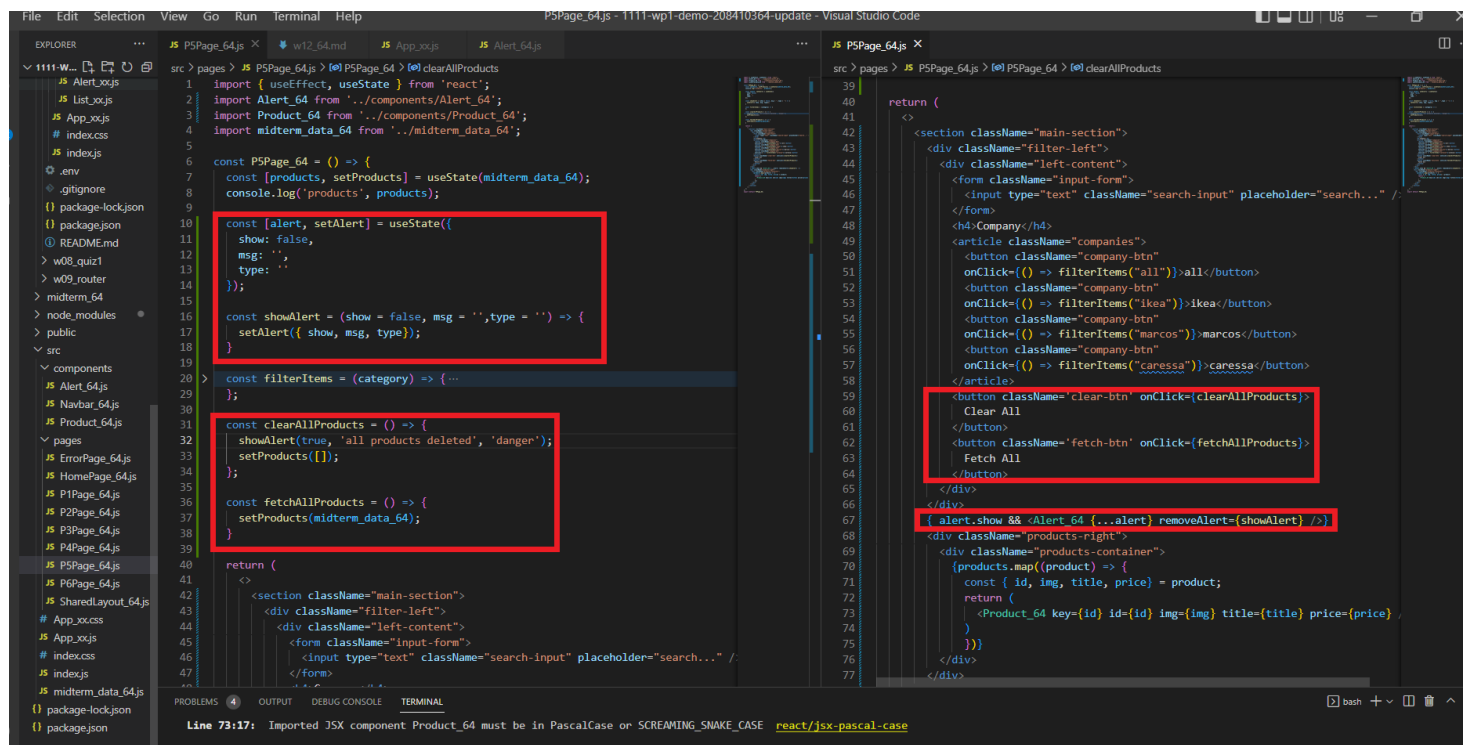 File Edit Selection View Go Run Terminal Help P5Page_64.js - 1111-wp1-demo-208410364-update - Visual Studio Code
EXPLORER ...
1111-W...
Alert_xx.js
List_xx.js
App_xx.js
index.css
index.js
.env
.gitignore
package-lock.json
package.json
README.md
w08_quiz1
w09_router
midterm_64
node_modules
public
src
components
Alert_64.js
Navbar_64.js
Product_64.js
pages
ErrorPage_64.js
HomePage_64.js
P1Page_64.js
P2Page_64.js
P3Page_64.js
P4Page_64.js
P5Page_64.js
P6Page_64.js
SharedLayout_64.js
App_xx.css
App_xx.js
index.css
index.js
midterm_data_64.js
package-lock.json
package.json
JS P5Page_64.js w12_64.md JS App_xx.js JS Alert_64.js ...
src > pages > JS P5Page_64.js > P5Page_64 > clearAllProducts
1 import { useEffect, useState } from 'react';
2 import Alert_64 from '../components/Alert_64';
3 import Product_64 from '../components/Product_64';
4 import midterm_data_64 from '../midterm_data_64';
5
6 const P5Page_64 = () => {
7 const [products, setProducts] = useState(midterm_data_64);
8 console.log('products', products);
9
10 const [alert, setAlert] = useState({
11 show: false,
12 msg: '',
13 type: ''
14 });
15
16 const showAlert = (show = false, msg = '',type = '') => {
17 setAlert({ show, msg, type});
18 }
19
20 const filterItems = (category) => { ...
29 };
30
31 const clearAllProducts = () => {
32 showAlert(true, 'all products deleted', 'danger');
33 setProducts([]);
34 };
35
36 const fetchAllProducts = () => {
37 setProducts(midterm_data_64);
38 }
39
40 return (
41 <>
42 <section className="main-section">
43 <div className="filter-left">
44 <div className="left-content">
45 <form className="input-form">
46 <input type="text" className="search-input" placeholder="search..." /
47 </form>
JS P5Page_64.js
src > pages > JS P5Page_64.js > P5Page_64 > clearAllProducts
39
40 return (
41 <>
42 <section className="main-section">
43 <div className="filter-left">
44 <div className="left-content">
45 <form className="input-form">
46 <input type="text" className="search-input" placeholder="search..." /
47 </form>
48 <h4>Company</h4>
49 <article className="companies">
50 <button className="company-btn"
51 onClick={() => filterItems("all")}>all</button>
52 <button className="company-btn"
53 onClick={() => filterItems("ikea")}>ikea</button>
54 <button className="company-btn"
55 onClick={() => filterItems("marcos")}>marcos</button>
56 <button className="company-btn"
57 onClick={() => filterItems("caressa")}>caressa</button>
58 </article>
59 <button className='clear-btn' onClick={clearAllProducts}>
60 Clear All
61 </button>
62 <button className='fetch-btn' onClick={fetchAllProducts}>
63 Fetch All
64 </button>
65 </div>
66 </div>
67 { alert.show && <Alert_64 {...alert} removeAlert={showAlert} />}
68 <div className="products-right">
69 <div className="products-container">
70 {products.map((product) => {
71 const { id, img, title, price} = product;
72 return (
73 <Product_64 key={id} id={id} img={img} title={title} price={price} /
74 )
75 })}
76 </div>
77 </div>
PROBLEMS 4 OUTPUT DEBUG CONSOLE TERMINAL bash
Line 73:17: Imported JSX component Product_64 must be in PascalCase or SCREAMING_SNAKE_CASE react/jsx-pascal-case